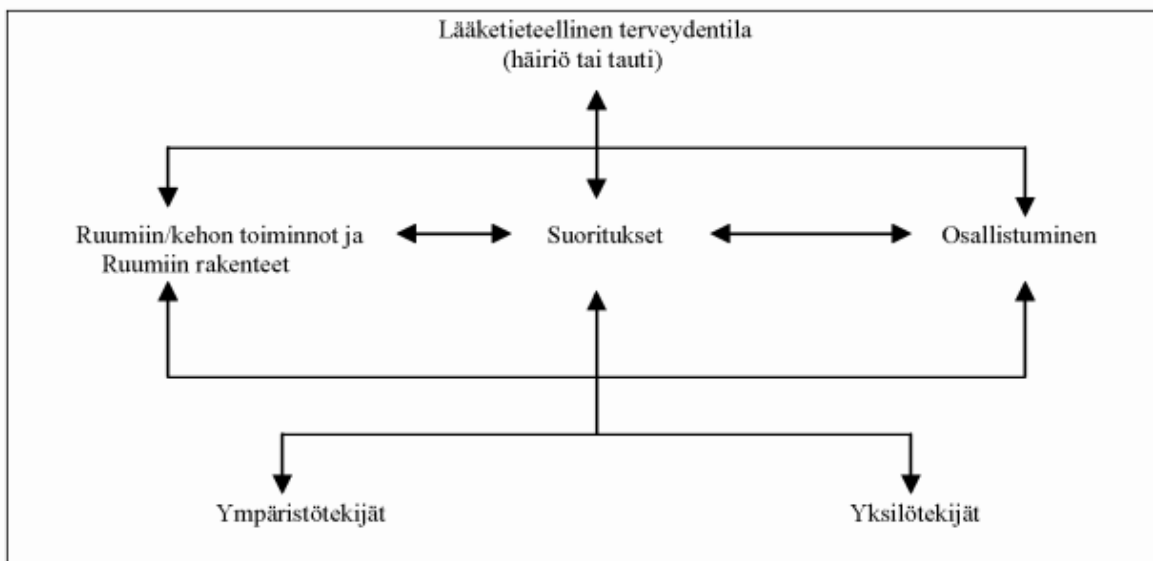 Lääketieteellinen terveydentila
(häiriö tai tauti)
Ruumiin/kehon toiminnot ja
Ruumiin rakenteet
Suoritukset
Osallistuminen
Ympäristötekijät
Yksilötekijät